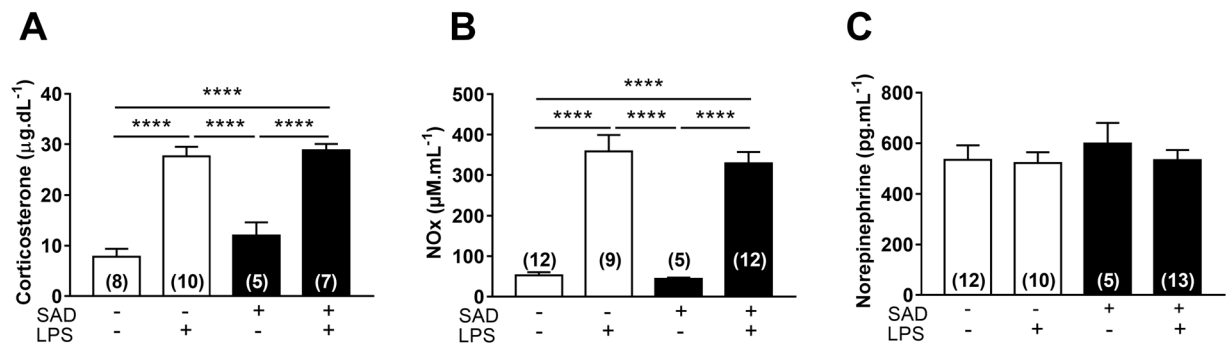 A
B
C
Corticosterone (µg.dL⁻¹)
40
30
20
10
0
****
**** **** ****
(8) (10) (5) (7)
SAD - - + +
LPS - + - +
NOx (µM.mL⁻¹)
500
400
300
200
100
0
****
**** **** ****
(12) (9) (5) (12)
SAD - - + +
LPS - + - +
Norepinephrine (pg.mL⁻¹)
1000
800
600
400
200
0
(12) (10) (5) (13)
SAD - - + +
LPS - + - +